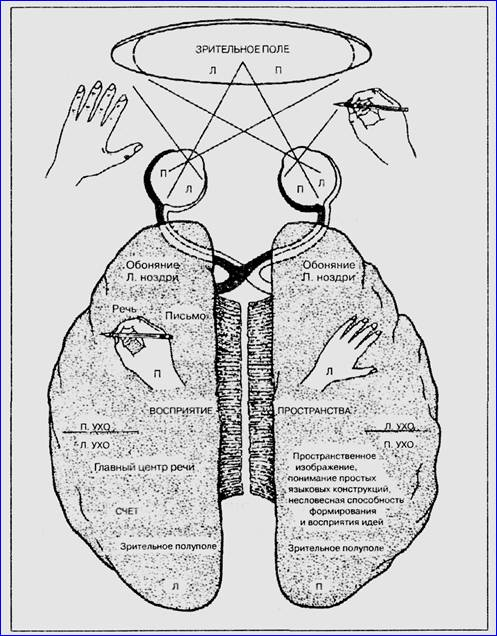 ЗРИТЕЛЬНОЕ ПОЛЕ
Л П
П Л
П Л
Обоняние
Л. ноздри
Обоняние
Л. ноздри
Речь
Письмо
П
Л
ВОСПРИЯТИЕ ПРОСТРАНСТВА
П. УХО
Л. УХО
Л. УХО
П. УХО
Главный центр речи
Пространственное
изображение,
понимание простых
языковых конструкций,
несловесная способность
формирования
и восприятия идей
СЧЕТ
Зрительное полуполе
Зрительное полуполе
Л
П